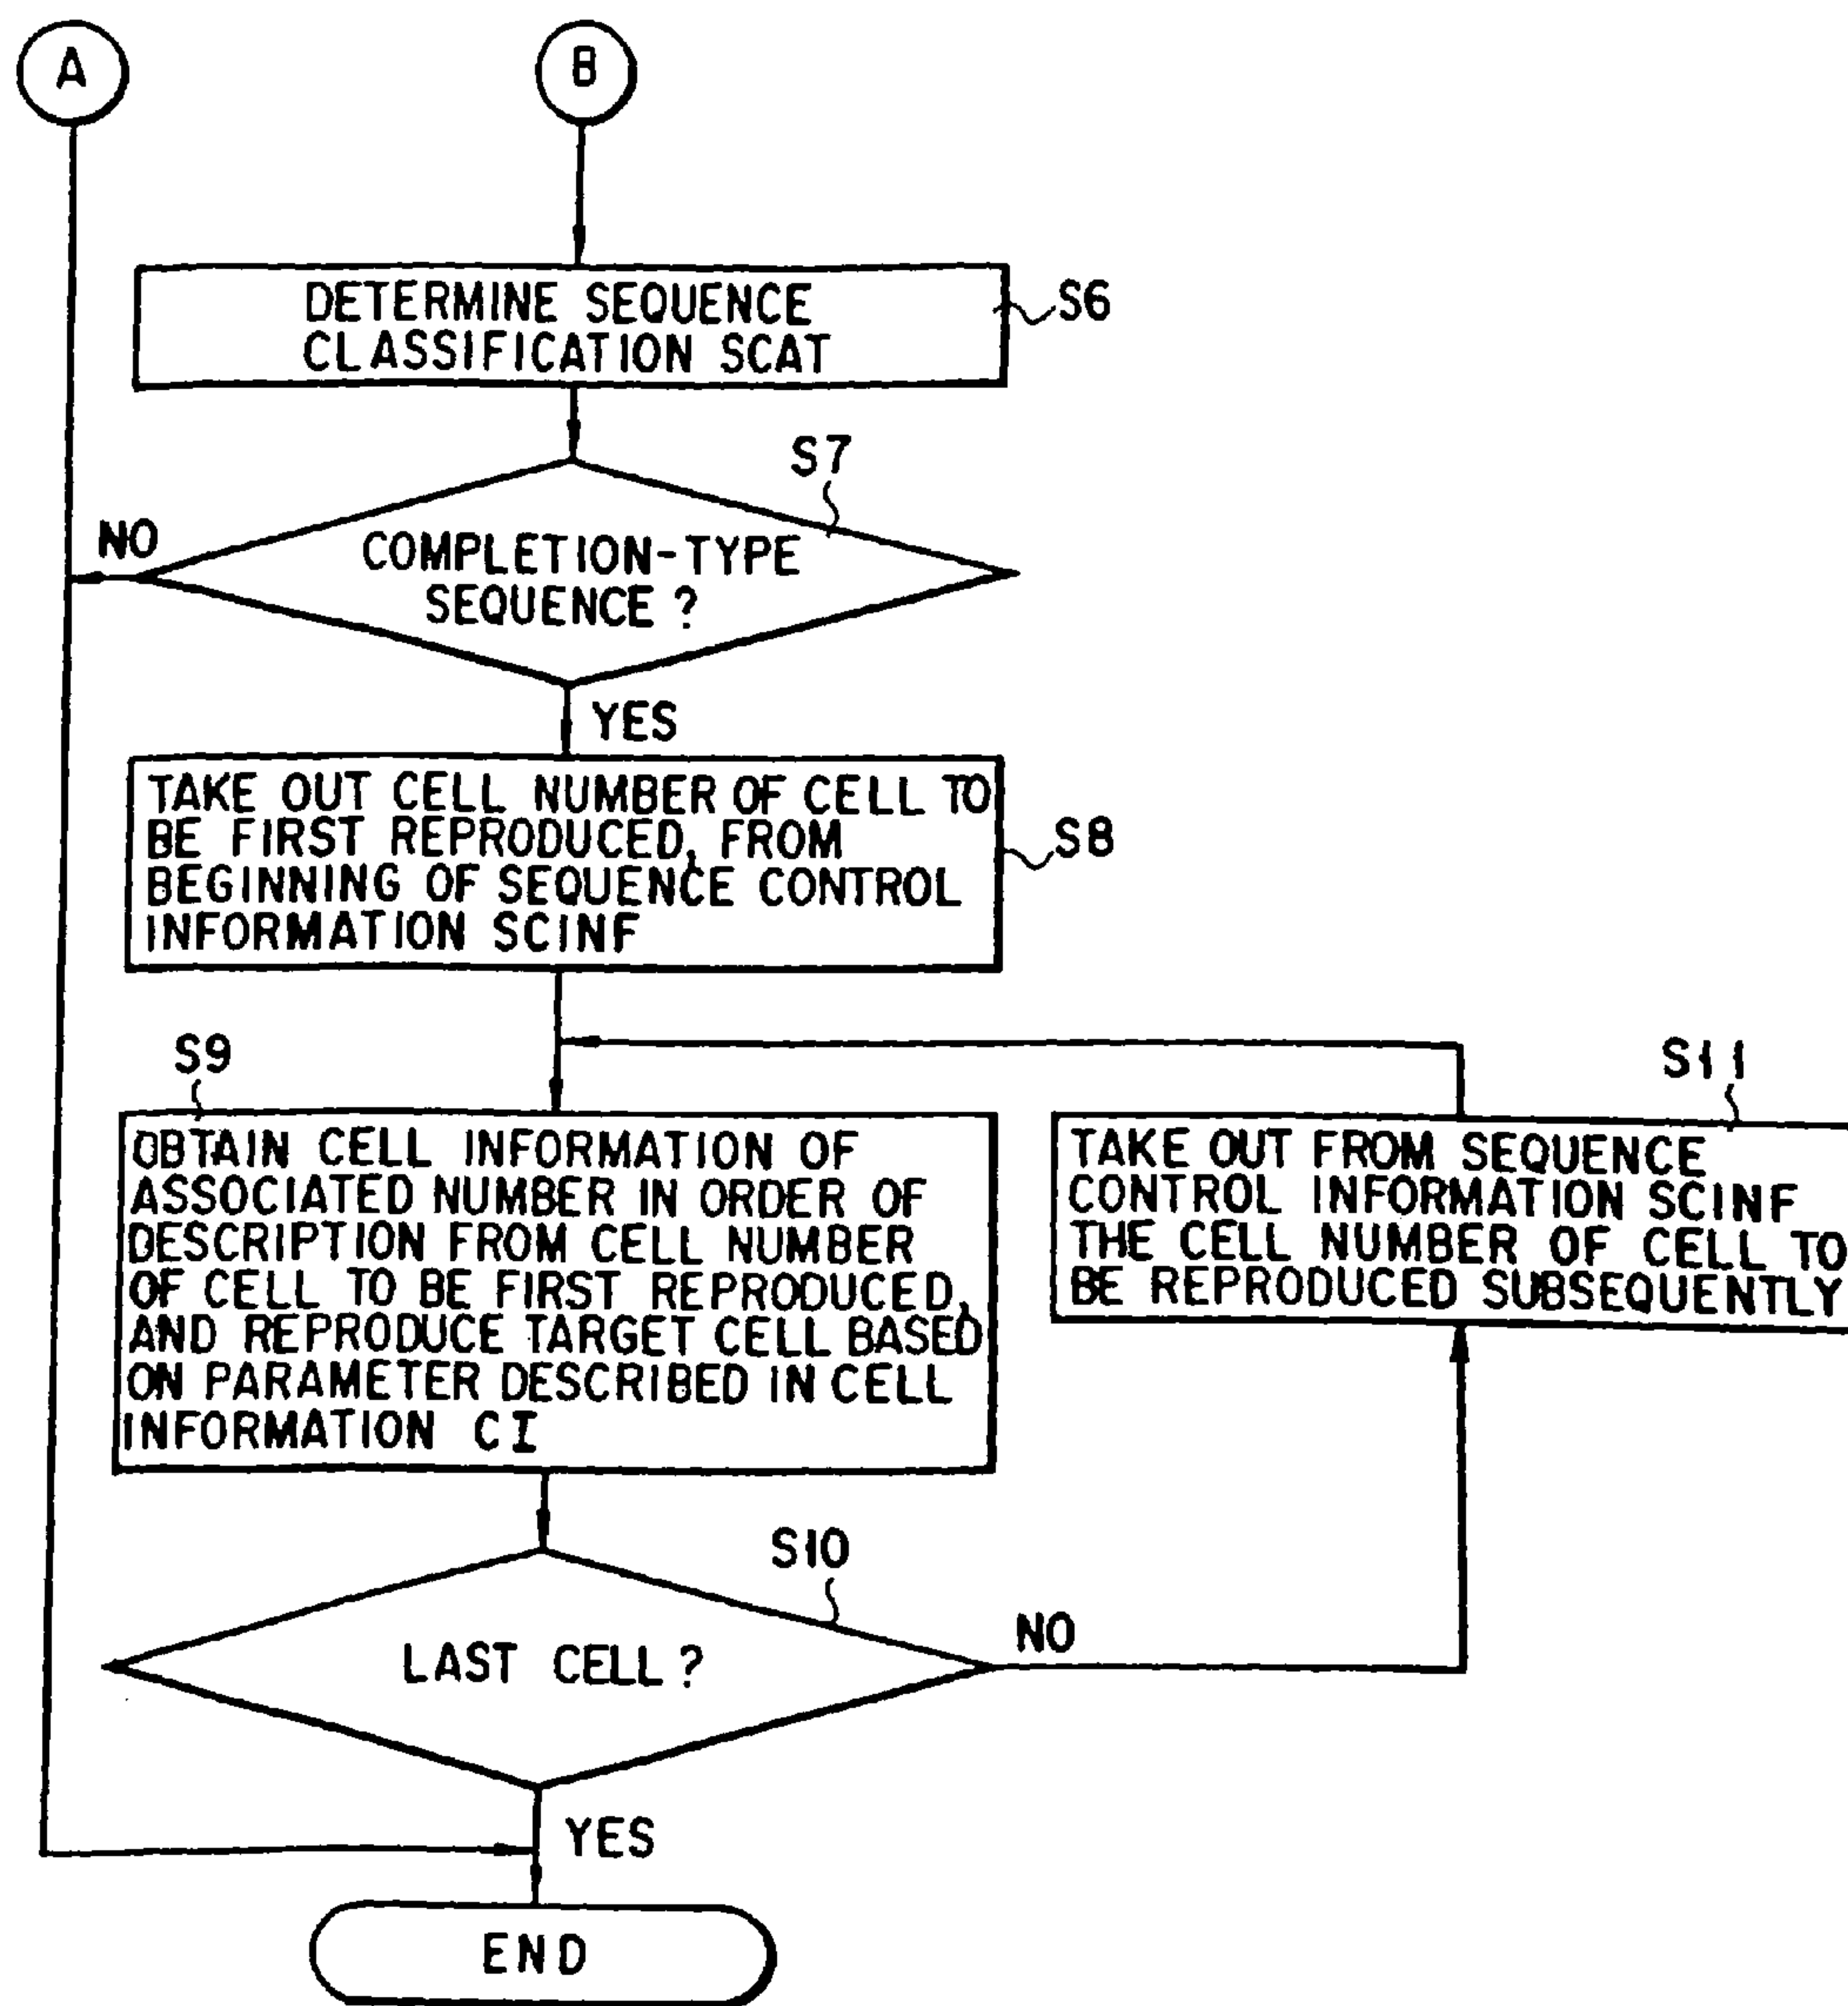 A
B
DETERMINE SEQUENCE
CLASSIFICATION SCAT
S6
S7
NO
COMPLETION-TYPE
SEQUENCE ?
YES
TAKE OUT CELL NUMBER OF CELL TO
BE FIRST REPRODUCED, FROM
BEGINNING OF SEQUENCE CONTROL
INFORMATION SCINF
S8
S9
OBTAIN CELL INFORMATION OF
ASSOCIATED NUMBER IN ORDER OF
DESCRIPTION FROM CELL NUMBER
OF CELL TO BE FIRST REPRODUCED,
AND REPRODUCE TARGET CELL BASED
ON PARAMETER DESCRIBED IN CELL
INFORMATION CI
S11
TAKE OUT FROM SEQUENCE
CONTROL INFORMATION SCINF
THE CELL NUMBER OF CELL TO
BE REPRODUCED SUBSEQUENTLY
S10
LAST CELL ?
NO
YES
END